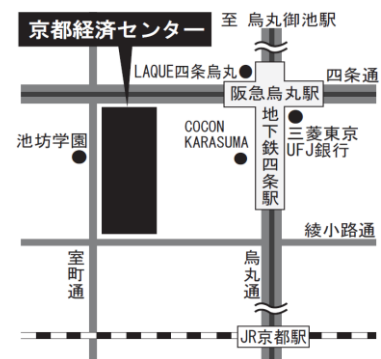 至 烏丸御池駅
京都経済センター
LAQUE四条烏丸
四条通
阪急烏丸駅
池坊学園
COCON
KARASUMA
地下鉄四条駅
三菱東京
UFJ銀行
綾小路通
室町通
烏丸通
JR京都駅